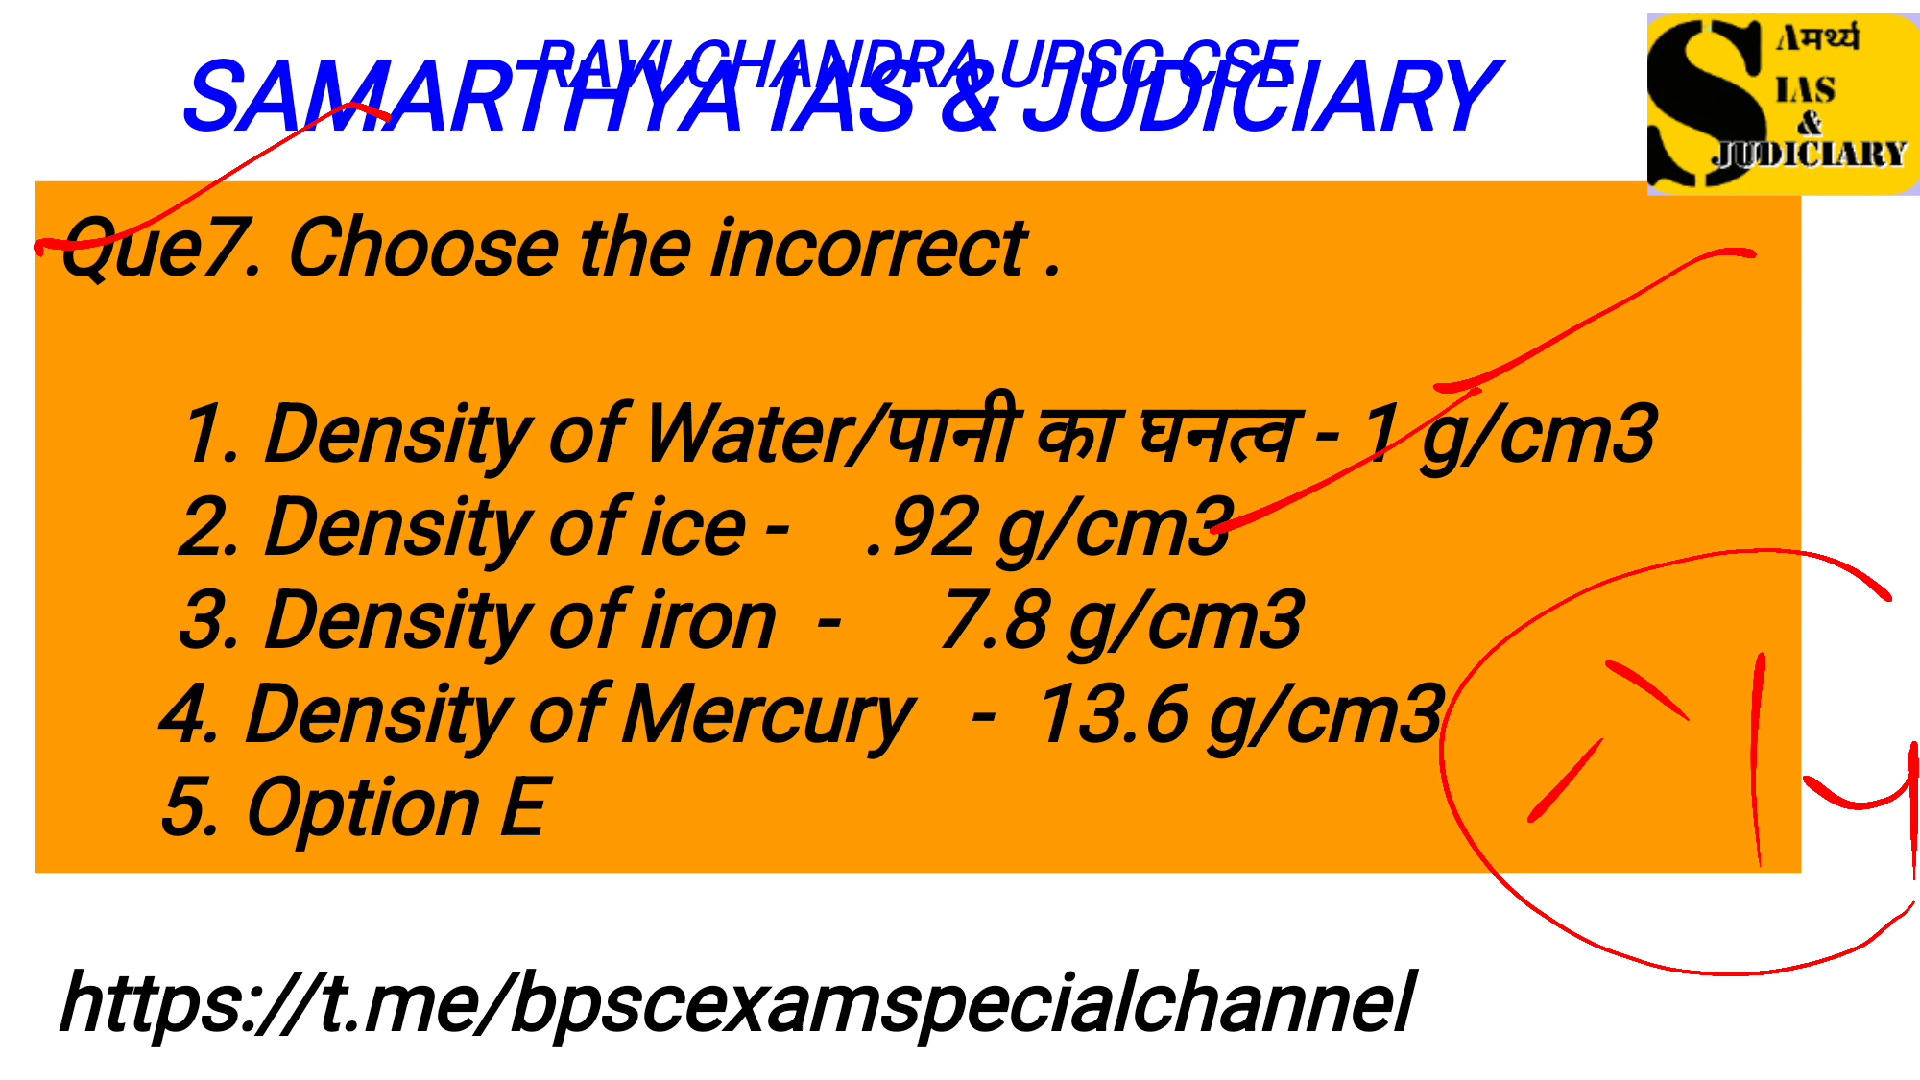 RAVI CHANDRA UPSC CSE
SAMARTHYA IAS & JUDICIARY
Aमर्थ्य
IAS
&
JUDICIARY
Que7. Choose the incorrect .
1. Density of Water/पानी का घनत्व - 1 g/cm3
2. Density of ice - .92 g/cm3
3. Density of iron - 7.8 g/cm3
4. Density of Mercury - 13.6 g/cm3
5. Option E
https://t.me/bpscexamspecialchannel